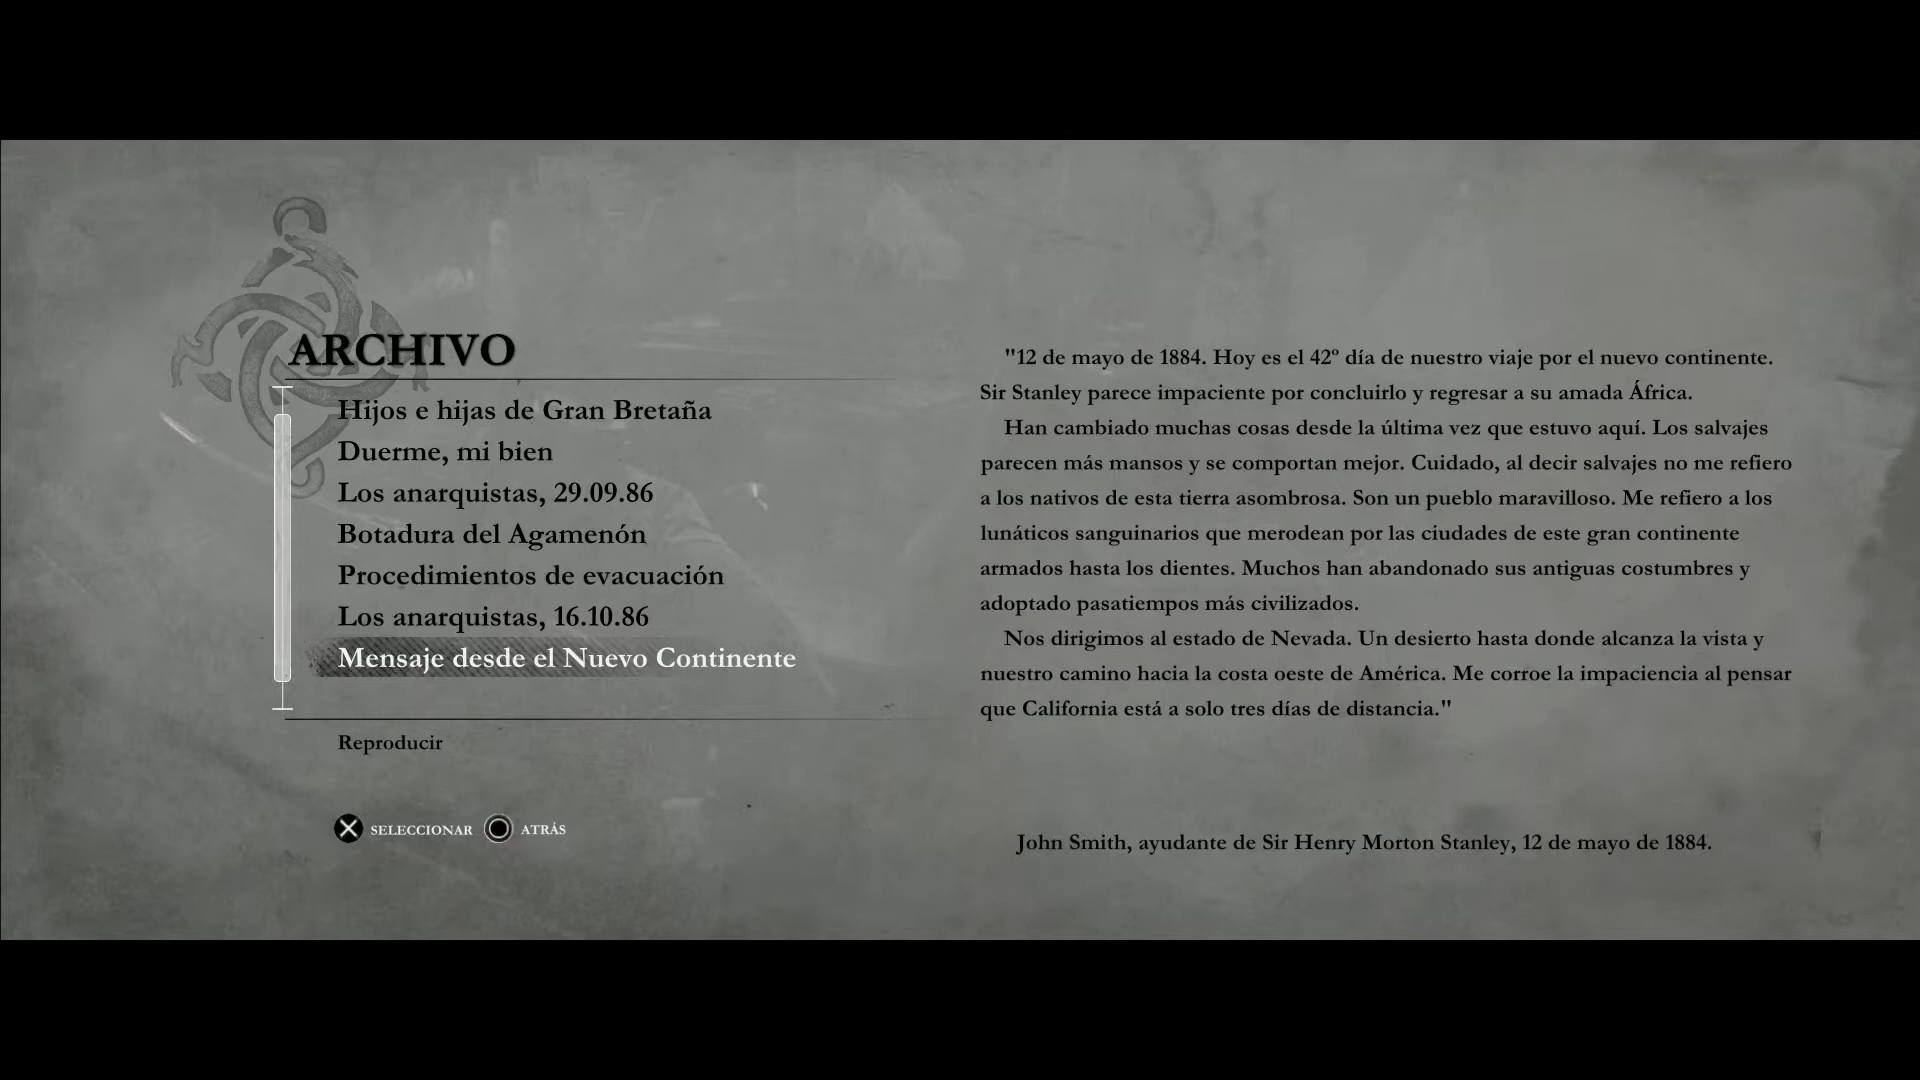 ARCHIVO
Hijos e hijas de Gran Bretaña
Duerme, mi bien
Los anarquistas, 29.09.86
Botadura del Agamenón
Procedimientos de evacuación
Los anarquistas, 16.10.86
Mensaje desde el Nuevo Continente
Reproducir
SELECCIONAR ATRÁS
"12 de mayo de 1884. Hoy es el 42º día de nuestro viaje por el nuevo continente.
Sir Stanley parece impaciente por concluirlo y regresar a su amada África.
Han cambiado muchas cosas desde la última vez que estuvo aquí. Los salvajes
parecen más mansos y se comportan mejor. Cuidado, al decir salvajes no me refiero
a los nativos de esta tierra asombrosa. Son un pueblo maravilloso. Me refiero a los
lunáticos sanguinarios que merodean por las ciudades de este gran continente
armados hasta los dientes. Muchos han abandonado sus antiguas costumbres y
adoptado pasatiempos más civilizados.
Nos dirigimos al estado de Nevada. Un desierto hasta donde alcanza la vista y
nuestro camino hacia la costa oeste de América. Me corroe la impaciencia al pensar
que California está a solo tres días de distancia."
John Smith, ayudante de Sir Henry Morton Stanley, 12 de mayo de 1884.